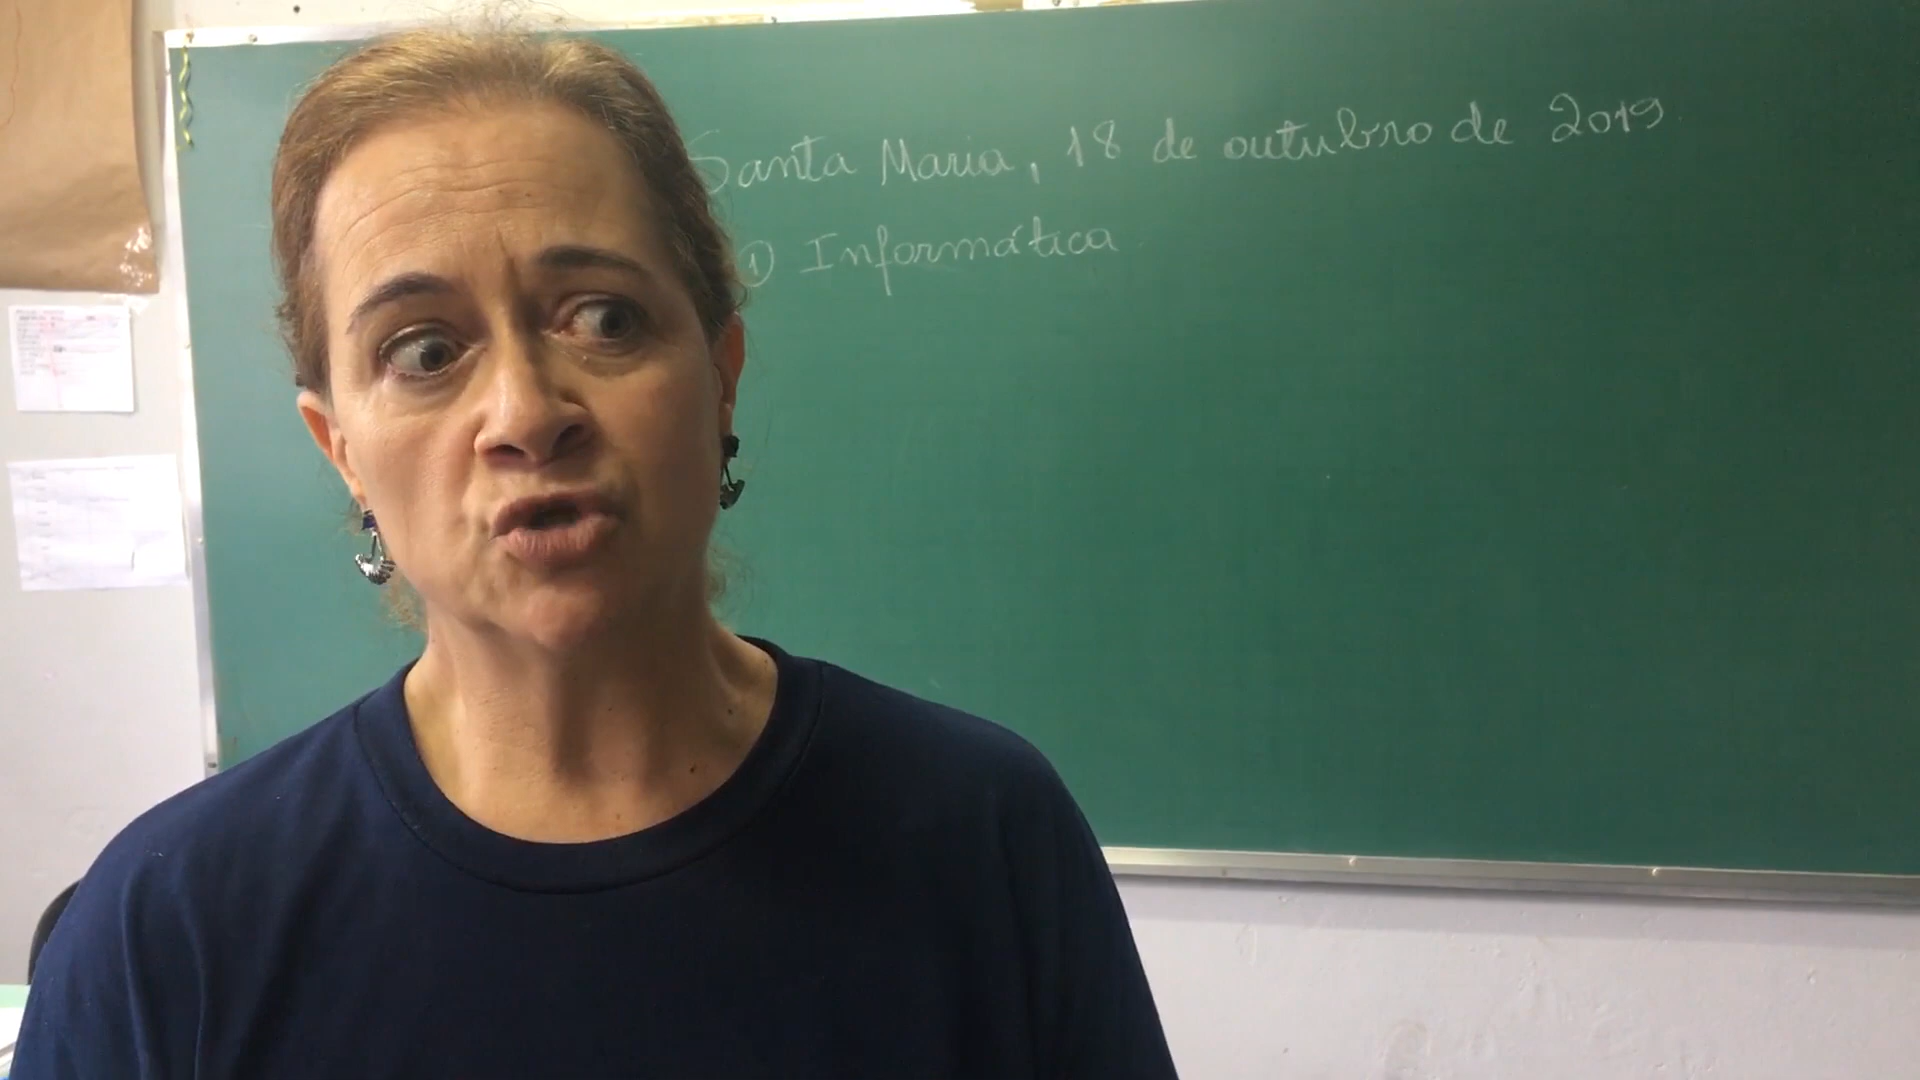 Santa Maria, 18 de outubro de 2019
1) Informática